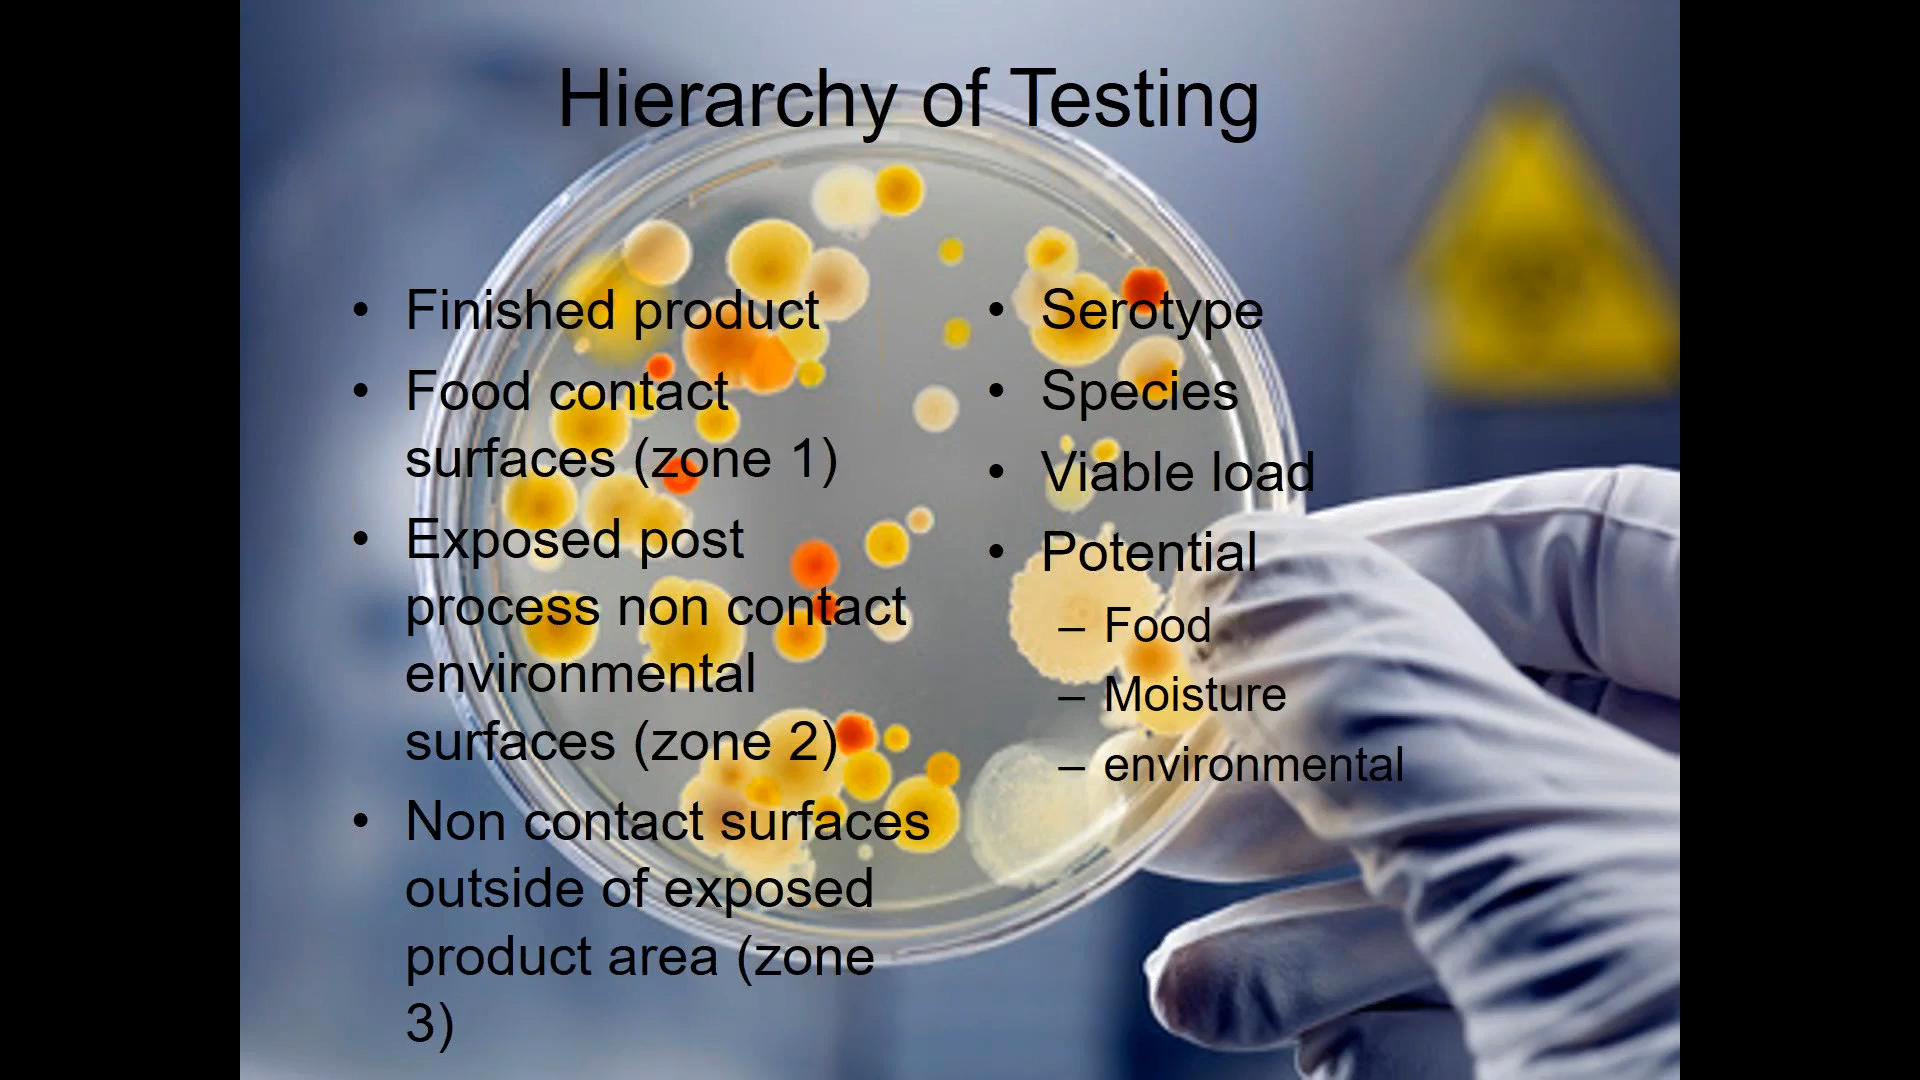 Hierarchy of Testing
• Finished product
• Food contact
surfaces (zone 1)
• Exposed post
process non contact
environmental
surfaces (zone 2)
• Non contact surfaces
outside of exposed
product area (zone
3)
• Serotype
• Species
• Viable load
• Potential
– Food
– Moisture
– environmental